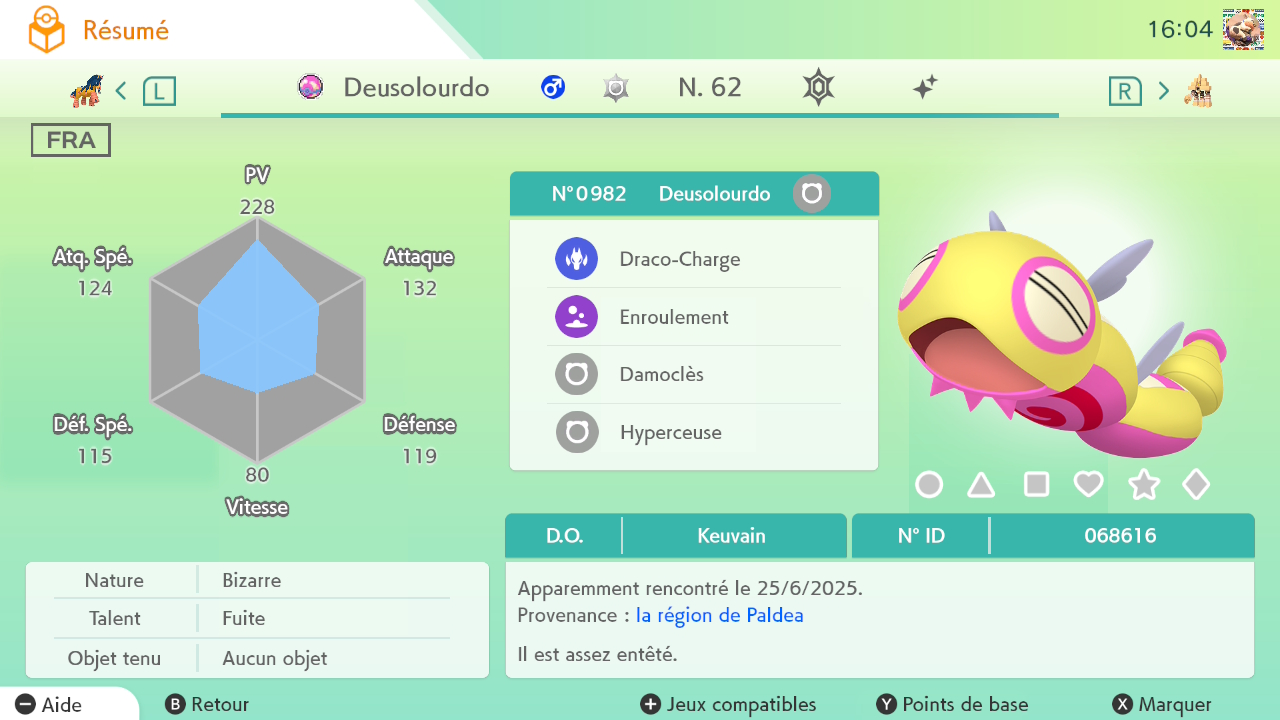 Résumé
16:04
L
Deusolourdo
N. 62
R
FRA
PV
228
Atq. Spé.
124
Attaque
132
Déf. Spé.
115
Défense
119
80
Vitesse
N°0982 Deusolourdo
Draco-Charge
Enroulement
Damoclès
Hyperceuse
D.O. Keuvain
N° ID 068616
Nature Bizarre
Talent Fuite
Objet tenu Aucun objet
Apparemment rencontré le 25/6/2025.
Provenance : la région de Paldea
Il est assez entêté.
Aide
B Retour
Jeux compatibles
Y Points de base
X Marquer